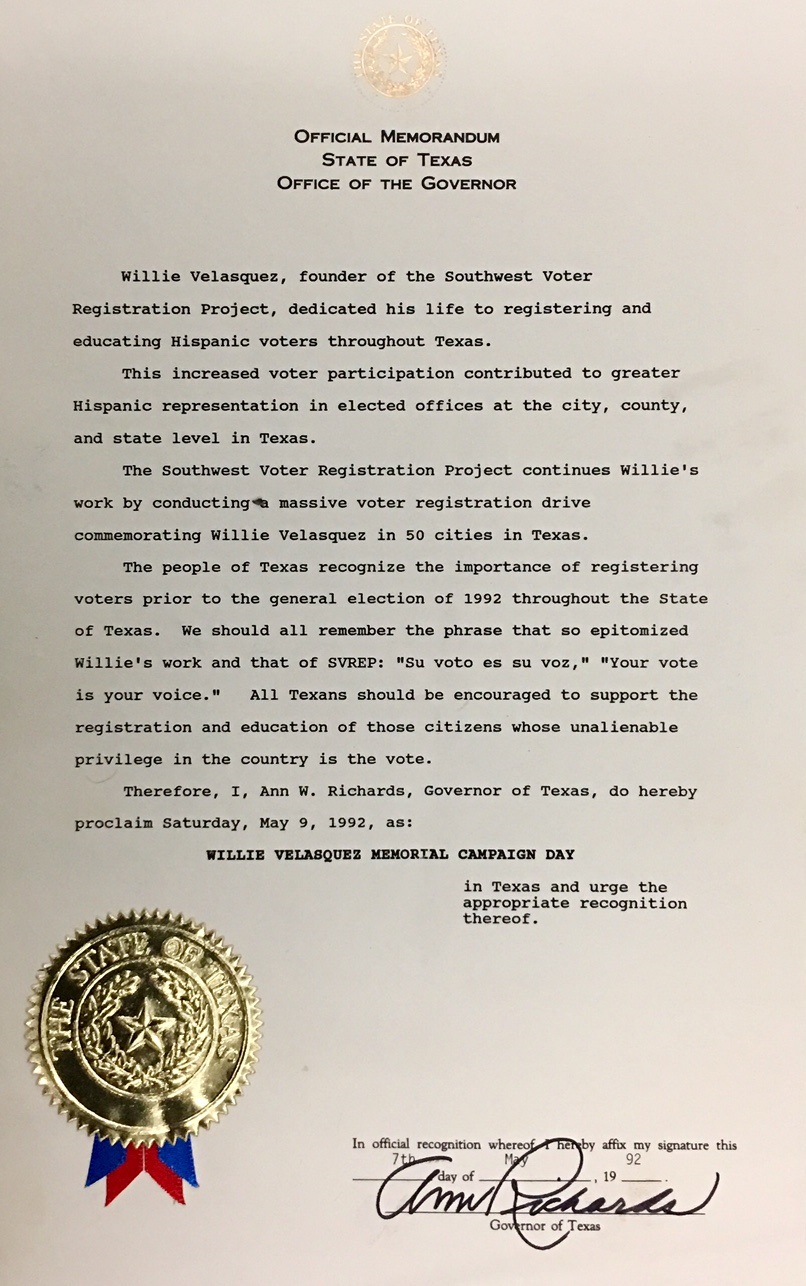 THE STATE OF TEXAS
OFFICIAL MEMORANDUM
STATE OF TEXAS
OFFICE OF THE GOVERNOR
Willie Velasquez, founder of the Southwest Voter
Registration Project, dedicated his life to registering and
educating Hispanic voters throughout Texas.
This increased voter participation contributed to greater
Hispanic representation in elected offices at the city, county,
and state level in Texas.
The Southwest Voter Registration Project continues Willie's
work by conducting a massive voter registration drive
commemorating Willie Velasquez in 50 cities in Texas.
The people of Texas recognize the importance of registering
voters prior to the general election of 1992 throughout the State
of Texas. We should all remember the phrase that so epitomized
Willie's work and that of SVREP: "Su voto es su voz," "Your vote
is your voice." All Texans should be encouraged to support the
registration and education of those citizens whose unalienable
privilege in the country is the vote.
Therefore, I, Ann W. Richards, Governor of Texas, do hereby
proclaim Saturday, May 9, 1992, as:
WILLIE VELASQUEZ MEMORIAL CAMPAIGN DAY
in Texas and urge the
appropriate recognition
thereof.
THE STATE OF TEXAS
In official recognition whereof, I hereby affix my signature this
7th day of May, 19 92.
Ann Richards
Governor of Texas